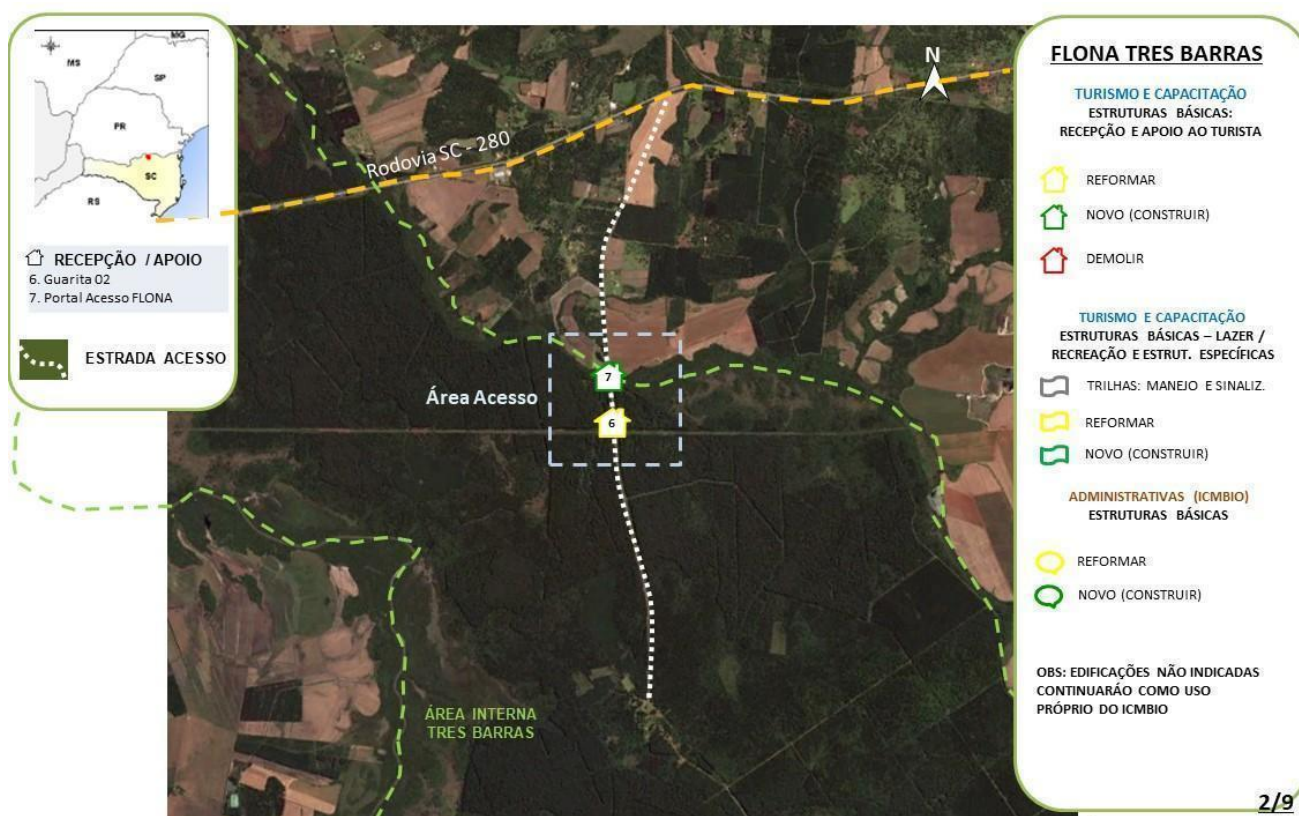 MG
MS
SP
PR
SC
RS
RECEPÇÃO / APOIO
6. Guarita 02
7. Portal Acesso FLONA
ESTRADA ACESSO
N
Rodovia SC - 280
7
Área Acesso
6
ÁREA INTERNA
TRES BARRAS
FLONA TRES BARRAS
TURISMO E CAPACITAÇÃO
ESTRUTURAS BÁSICAS:
RECEPÇÃO E APOIO AO TURISTA
REFORMAR
NOVO (CONSTRUIR)
DEMOLIR
TURISMO E CAPACITAÇÃO
ESTRUTURAS BÁSICAS – LAZER /
RECREAÇÃO E ESTRUT. ESPECÍFICAS
TRILHAS: MANEJO E SINALIZ.
REFORMAR
NOVO (CONSTRUIR)
ADMINISTRATIVAS (ICMBIO)
ESTRUTURAS BÁSICAS
REFORMAR
NOVO (CONSTRUIR)
OBS: EDIFICAÇÕES NÃO INDICADAS
CONTINUARÁO COMO USO
PRÓPRIO DO ICMBIO
2/9